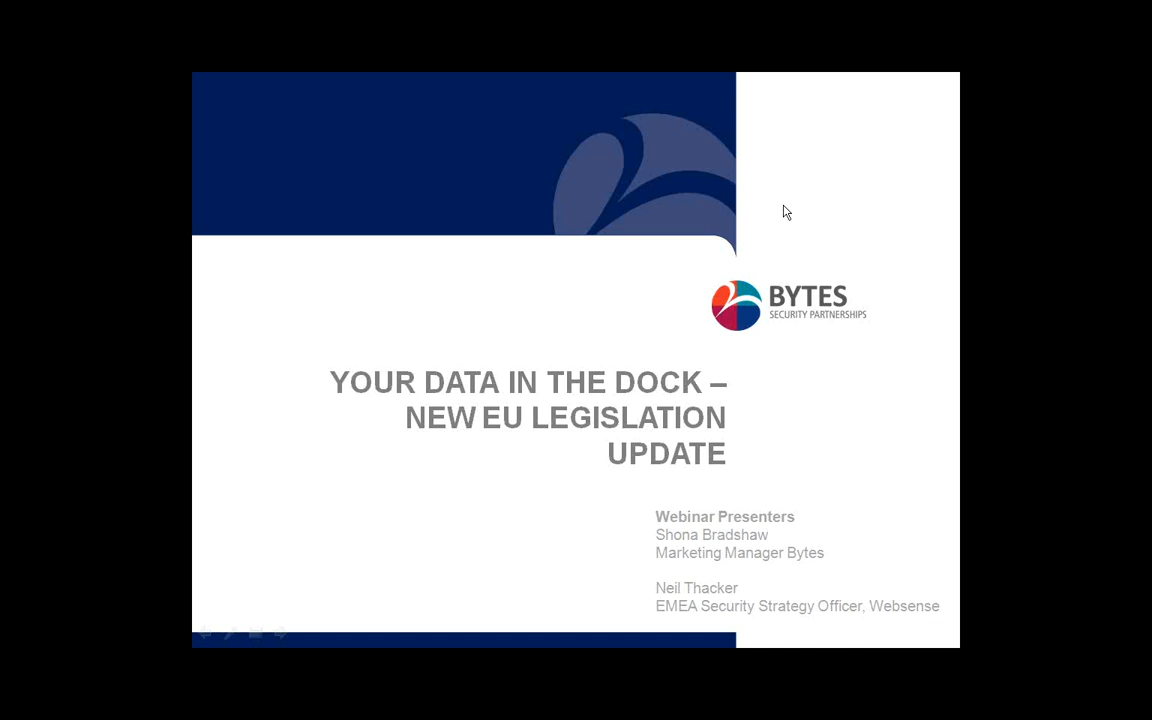 BYTES
SECURITY PARTNERSHIPS
YOUR DATA IN THE DOCK –
NEW EU LEGISLATION
UPDATE
Webinar Presenters
Shona Bradshaw
Marketing Manager Bytes
Neil Thacker
EMEA Security Strategy Officer, Websense